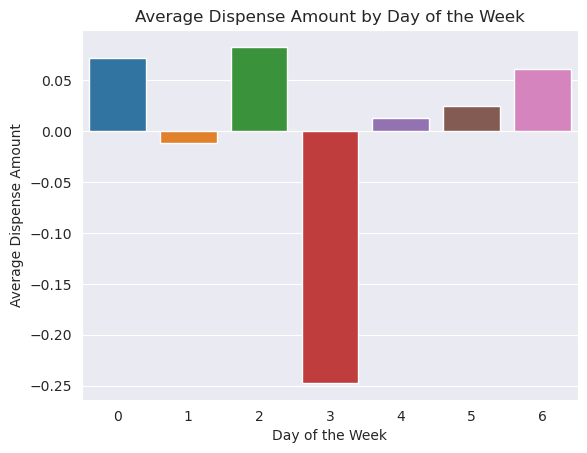 Average Dispense Amount by Day of the Week
Average Dispense Amount
0.05
0.00
−0.05
−0.10
−0.15
−0.20
−0.25
0 1 2 3 4 5 6
Day of the Week